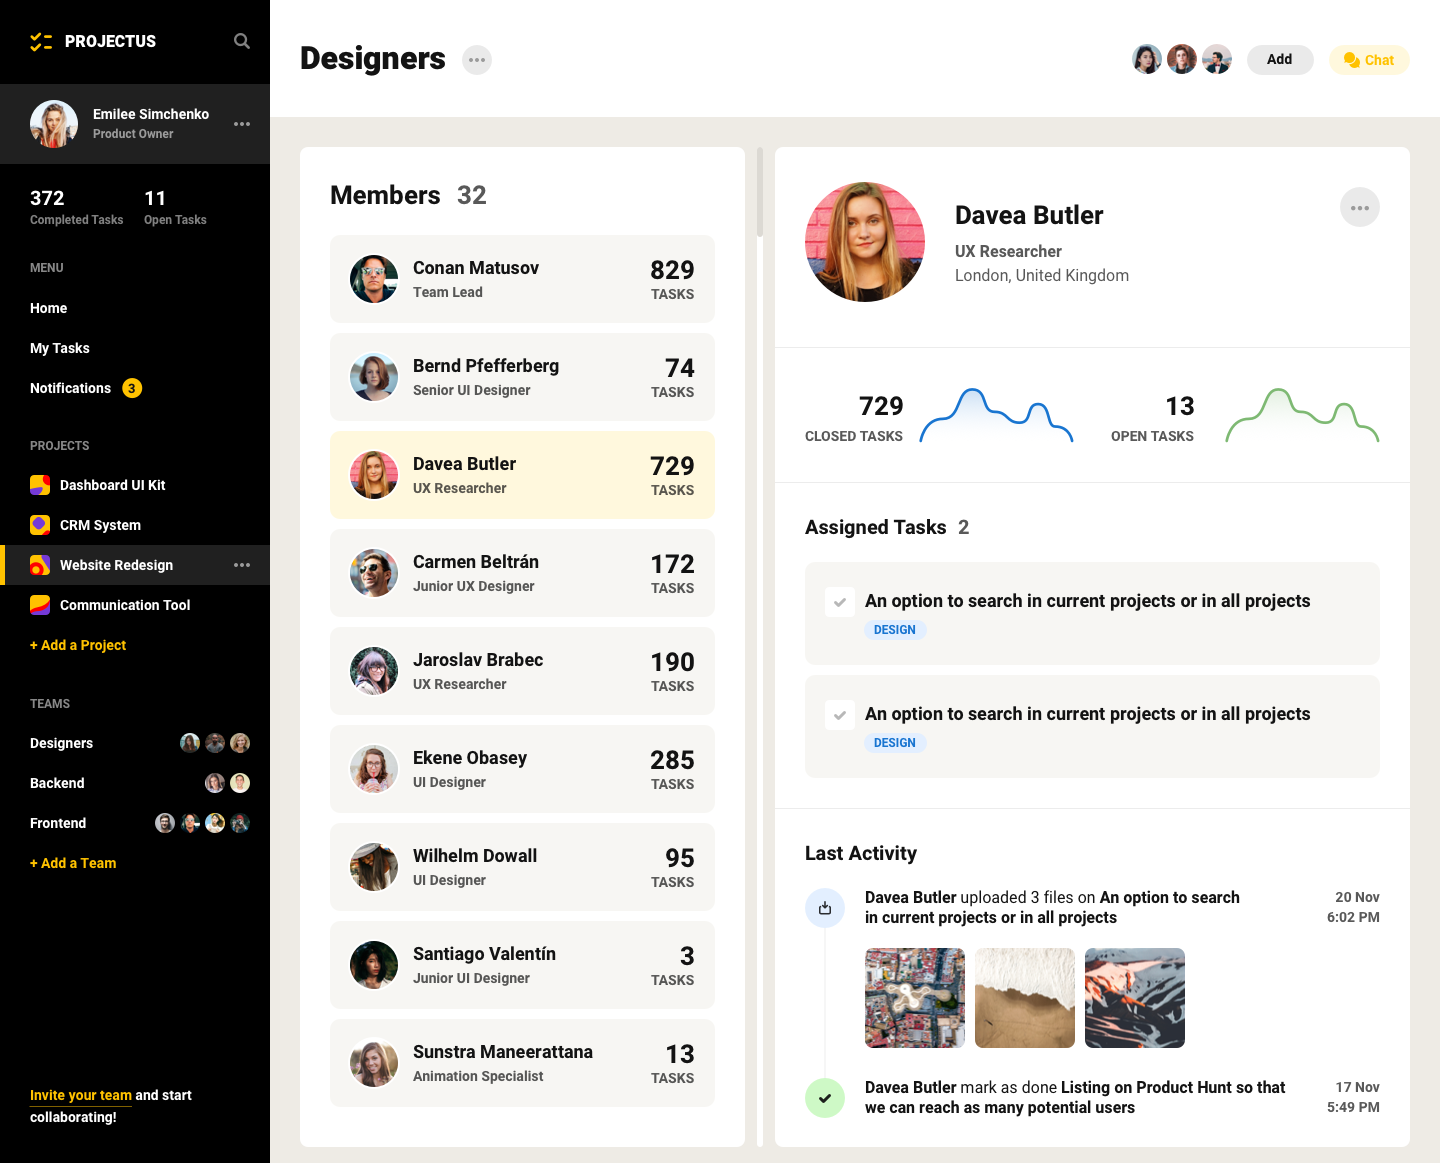 PROJECTUS
Emilee Simchenko
Product Owner
372
Completed Tasks
11
Open Tasks
MENU
Home
My Tasks
Notifications 3
PROJECTS
Dashboard UI Kit
CRM System
Website Redesign
Communication Tool
+ Add a Project
TEAMS
Designers
Backend
Frontend
+ Add a Team
Invite your team and start
collaborating!
Designers
Add
Chat
Members 32
Conan Matusov
Team Lead
829
TASKS
Bernd Pfefferberg
Senior UI Designer
74
TASKS
Davea Butler
UX Researcher
729
TASKS
Carmen Beltrán
Junior UX Designer
172
TASKS
Jaroslav Brabec
UX Researcher
190
TASKS
Ekene Obasey
UI Designer
285
TASKS
Wilhelm Dowall
UI Designer
95
TASKS
Santiago Valentín
Junior UI Designer
3
TASKS
Sunstra Maneerattana
Animation Specialist
13
TASKS
Davea Butler
UX Researcher
London, United Kingdom
729
CLOSED TASKS
13
OPEN TASKS
Assigned Tasks 2
An option to search in current projects or in all projects
DESIGN
An option to search in current projects or in all projects
DESIGN
Last Activity
Davea Butler uploaded 3 files on An option to search
in current projects or in all projects
20 Nov
6:02 PM
Davea Butler mark as done Listing on Product Hunt so that
we can reach as many potential users
17 Nov
5:49 PM